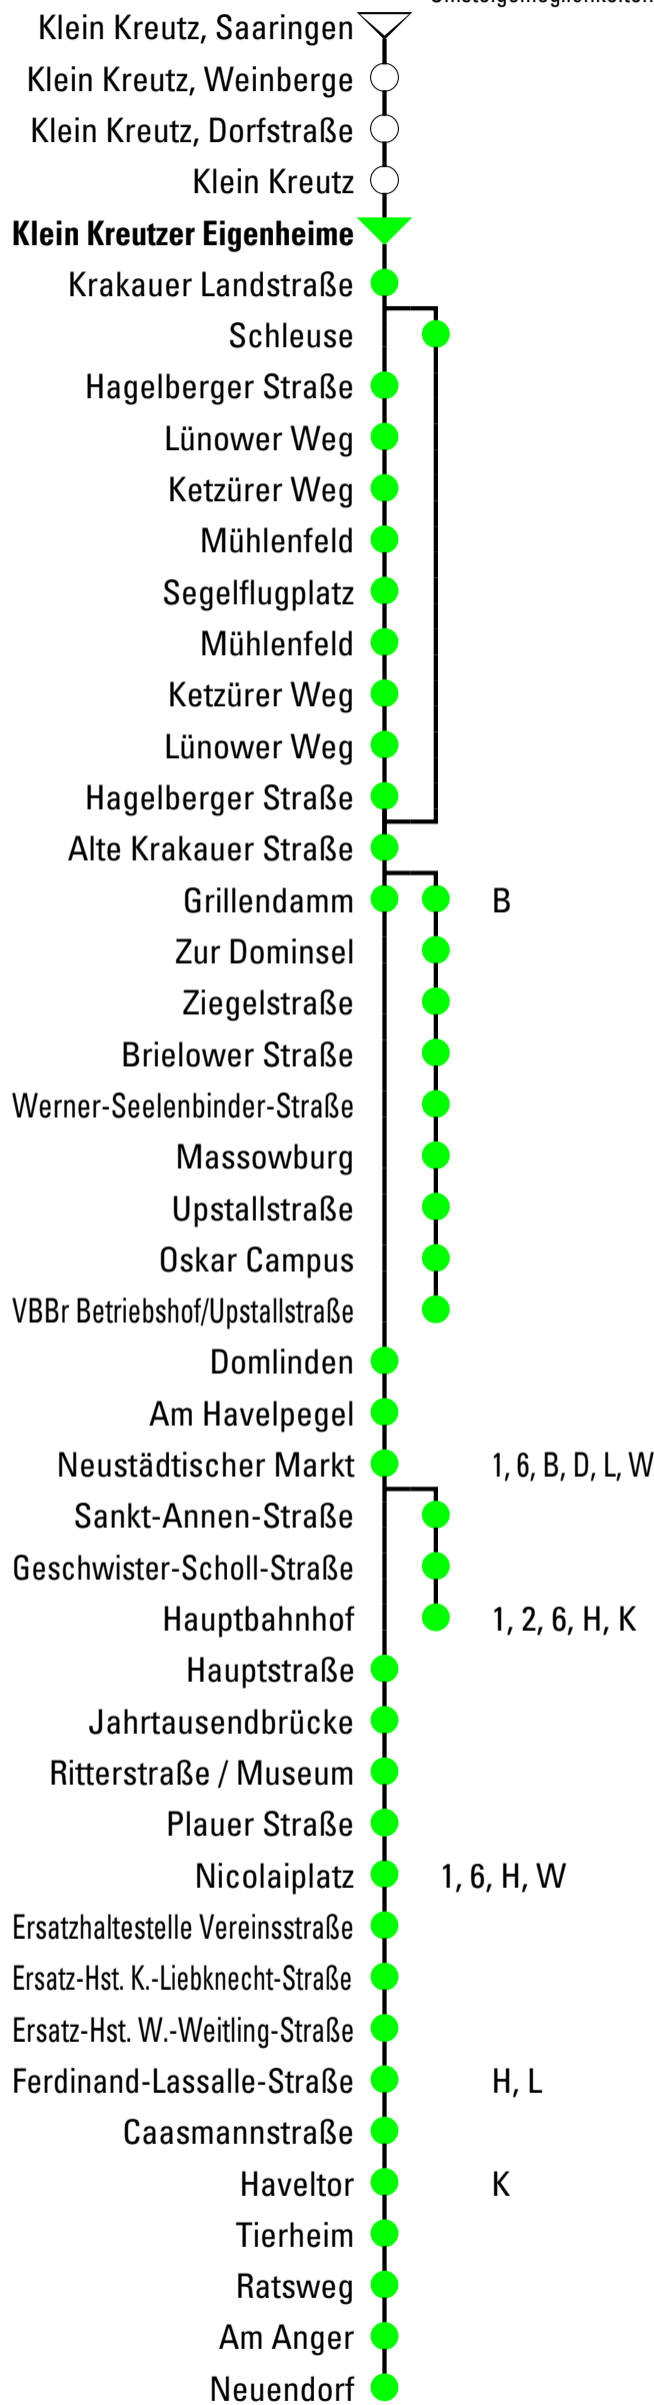 Klein Kreutz, Saaringen
Klein Kreutz, Weinberge
Klein Kreutz, Dorfstraße
Klein Kreutz
Klein Kreutzer Eigenheime
Krakauer Landstraße
Schleuse
Hagelberger Straße
Lünower Weg
Ketzürer Weg
Mühlenfeld
Segelflugplatz
Mühlenfeld
Ketzürer Weg
Lünower Weg
Hagelberger Straße
Alte Krakauer Straße
Grillendamm B
Zur Dominsel
Ziegelstraße
Brielower Straße
Werner-Seelenbinder-Straße
Massowburg
Upstallstraße
Oskar Campus
VBBr Betriebshof/Upstallstraße
Domlinden
Am Havelpegel
Neustädtischer Markt 1, 6, B, D, L, W
Sankt-Annen-Straße
Geschwister-Scholl-Straße
Hauptbahnhof 1, 2, 6, H, K
Hauptstraße
Jahrtausendbrücke
Ritterstraße / Museum
Plauer Straße
Nicolaiplatz 1, 6, H, W
Ersatzhaltestelle Vereinsstraße
Ersatz-Hst. K.-Liebknecht-Straße
Ersatz-Hst. W.-Weitling-Straße
Ferdinand-Lassalle-Straße H, L
Caasmannstraße
Haveltor K
Tierheim
Ratsweg
Am Anger
Neuendorf